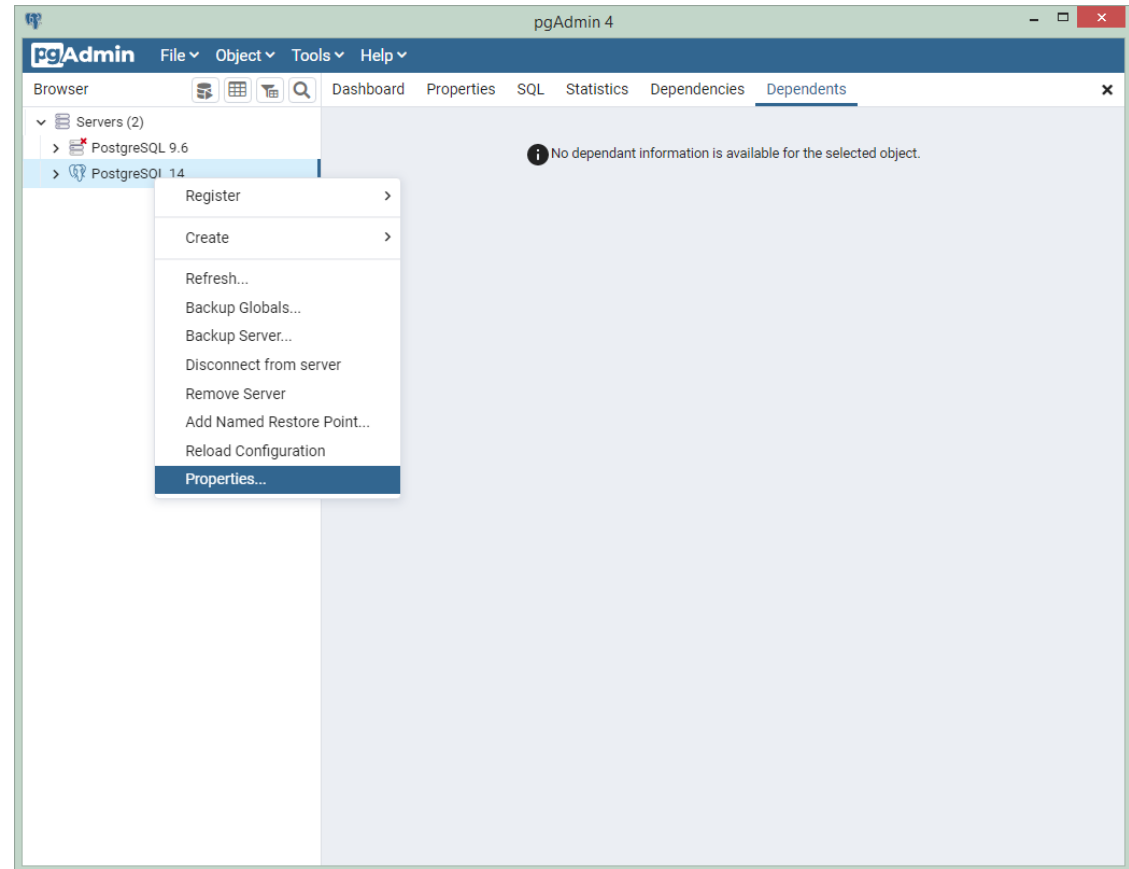 pgAdmin 4
pgAdmin File Object Tools Help
Browser Dashboard Properties SQL Statistics Dependencies Dependents
Servers (2)
PostgreSQL 9.6
No dependant information is available for the selected object.
PostgreSQL 14
Register
Create
Refresh...
Backup Globals...
Backup Server...
Disconnect from server
Remove Server
Add Named Restore Point...
Reload Configuration
Properties...